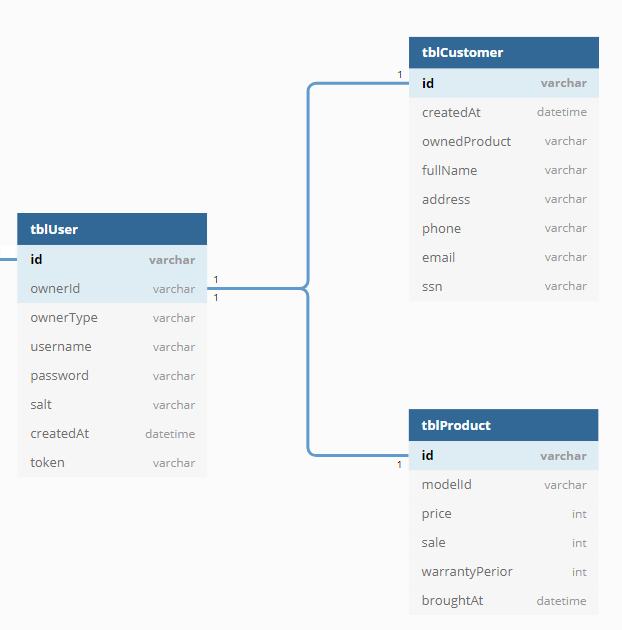 tblCustomer
1
id varchar
createdAt datetime
ownedProduct varchar
fullName varchar
address varchar
phone varchar
email varchar
ssn varchar
tblUser
id varchar
ownerId varchar
1
1
ownerType varchar
username varchar
password varchar
salt varchar
createdAt datetime
token varchar
tblProduct
id varchar
1
modelId varchar
price int
sale int
warrantyPerior int
broughtAt datetime